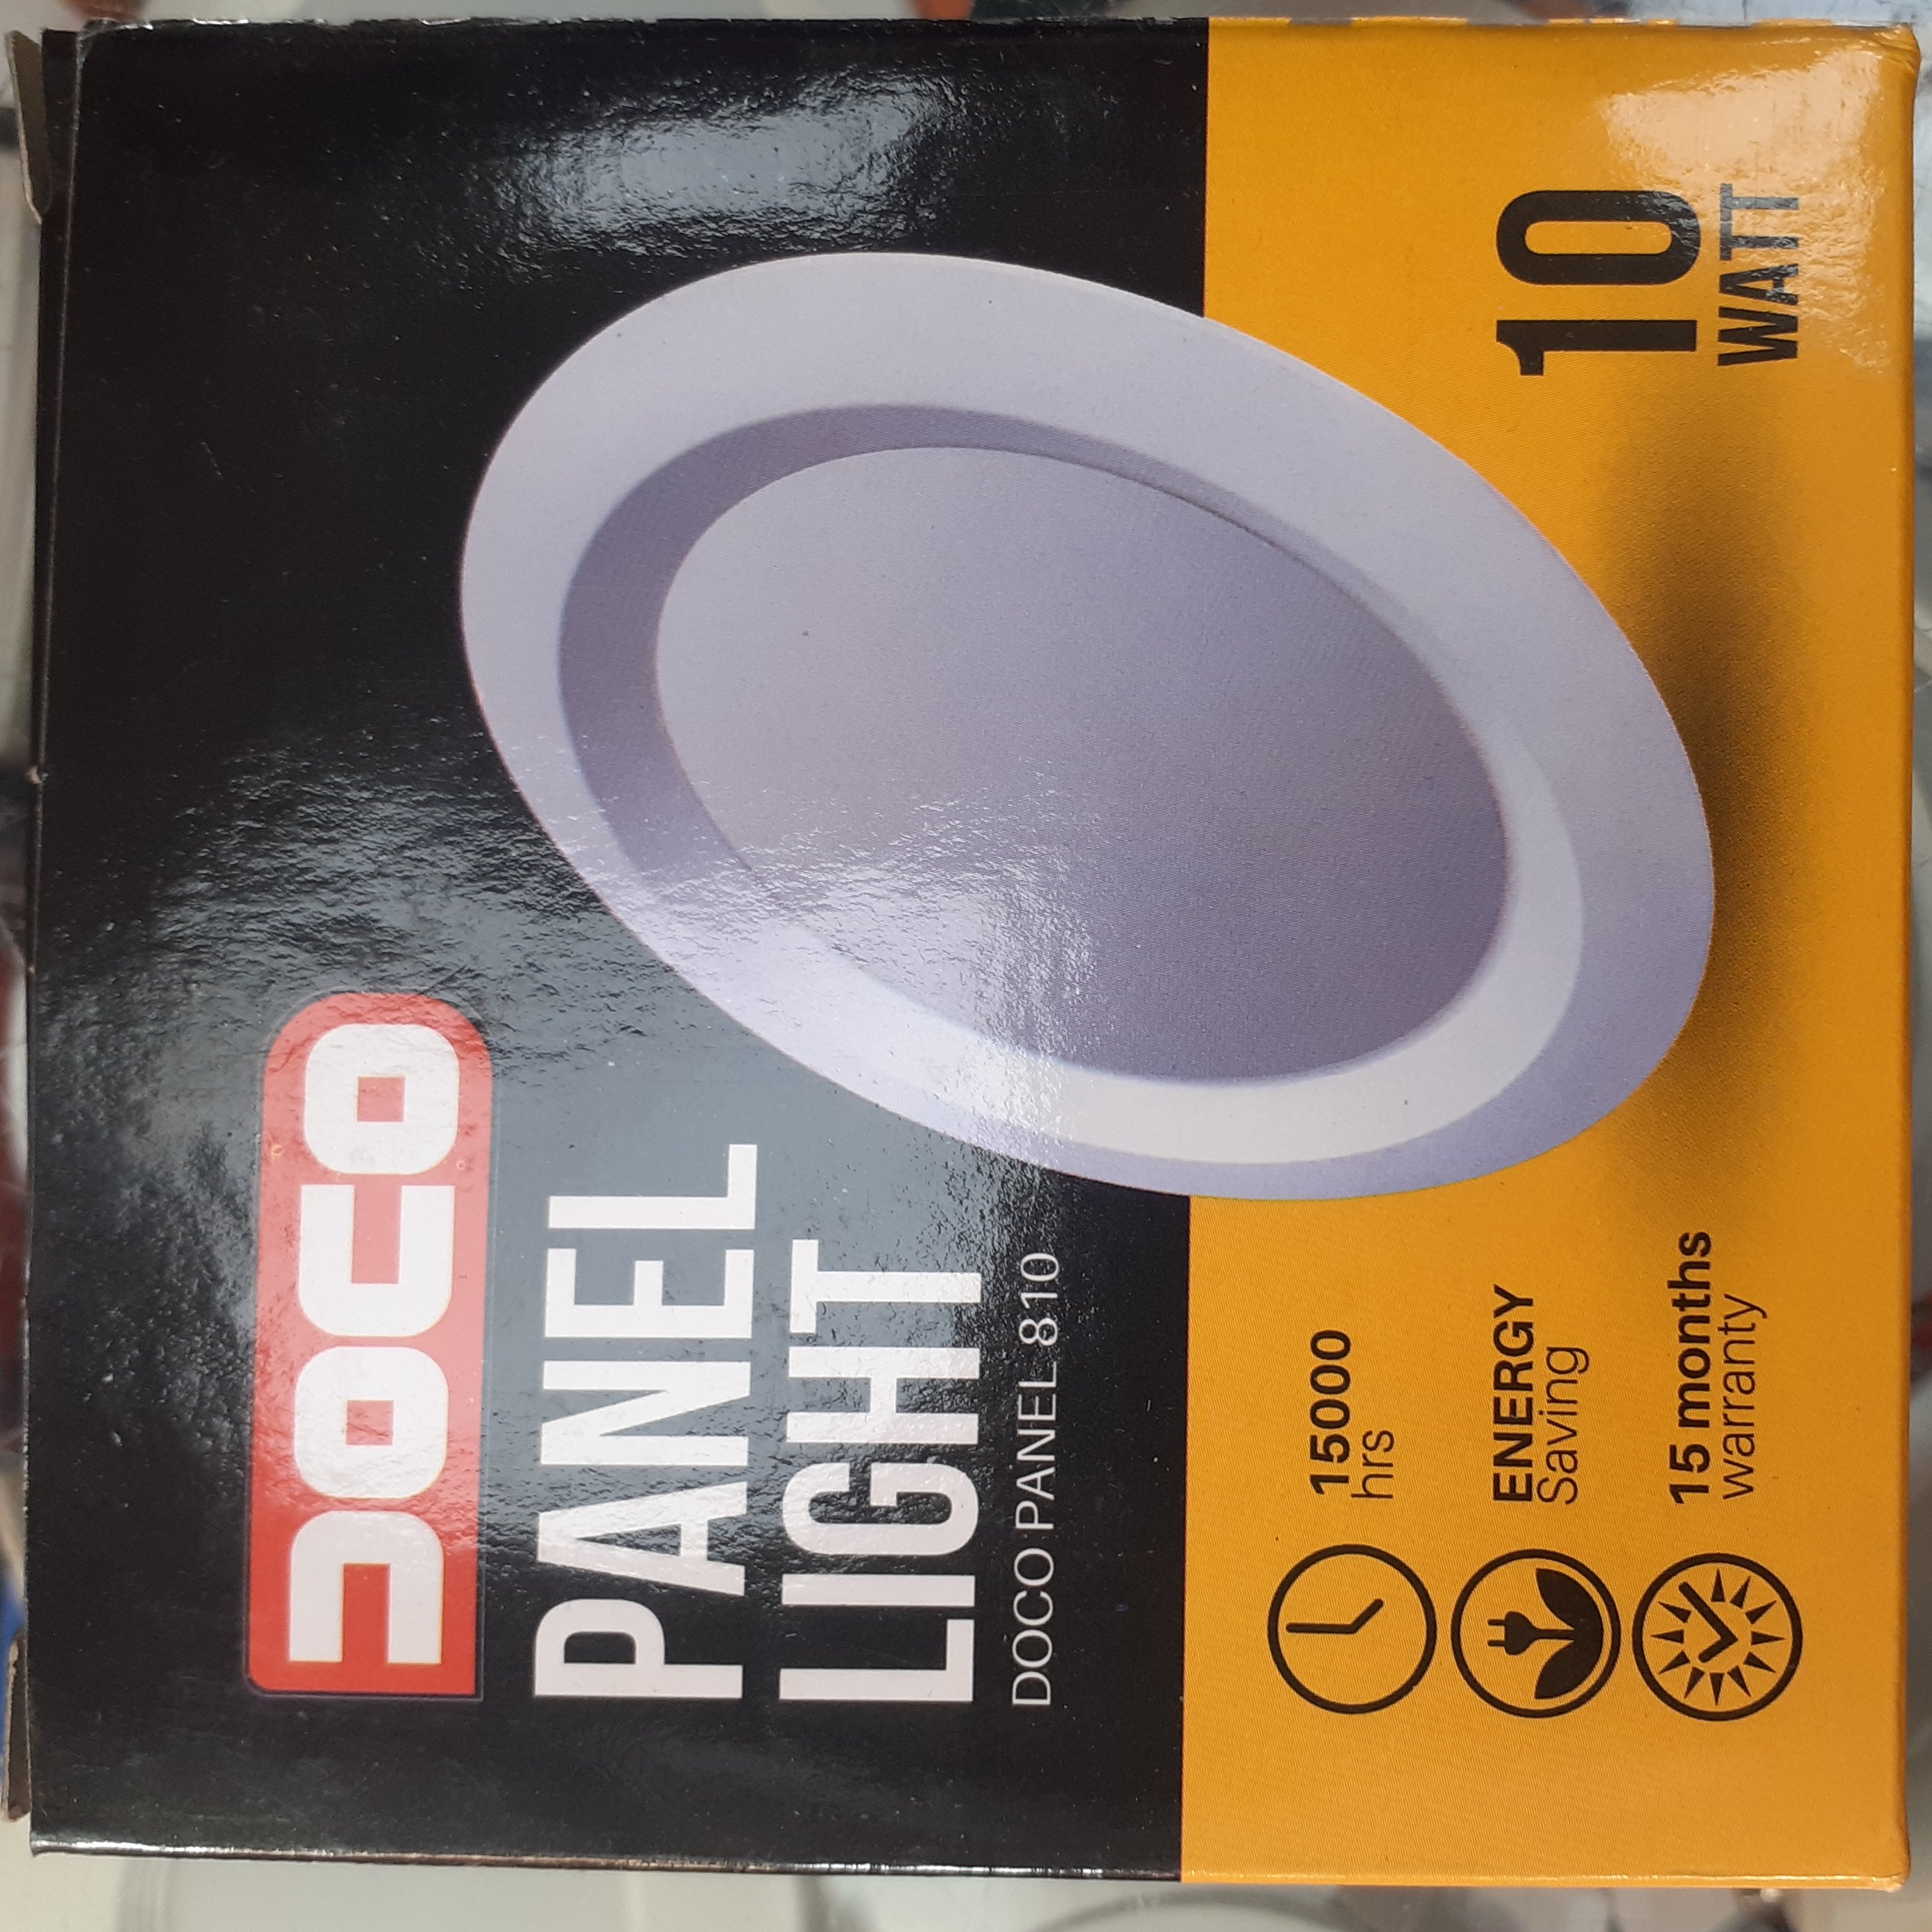 DOCO
PANEL
LIGHT
DOCO PANEL 810
15000
hrs
ENERGY
Saving
15 months
warranty
10
WATT